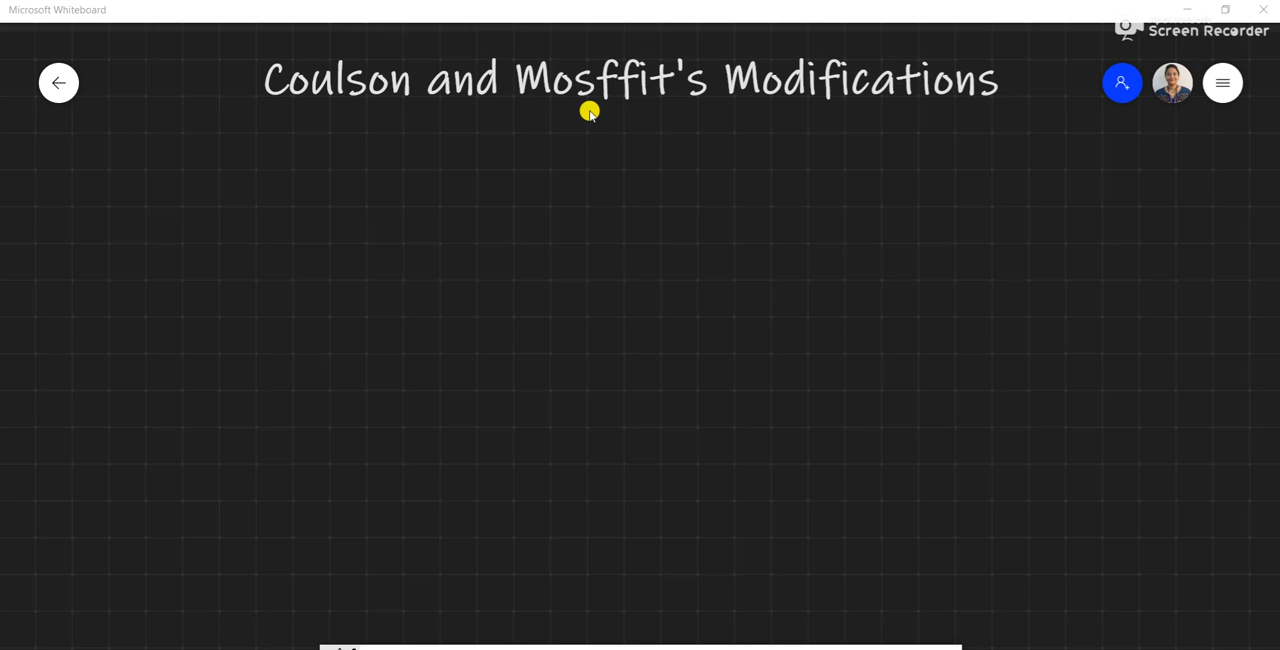 Microsoft Whiteboard
Screen Recorder
Coulson and Mosffit's Modifications